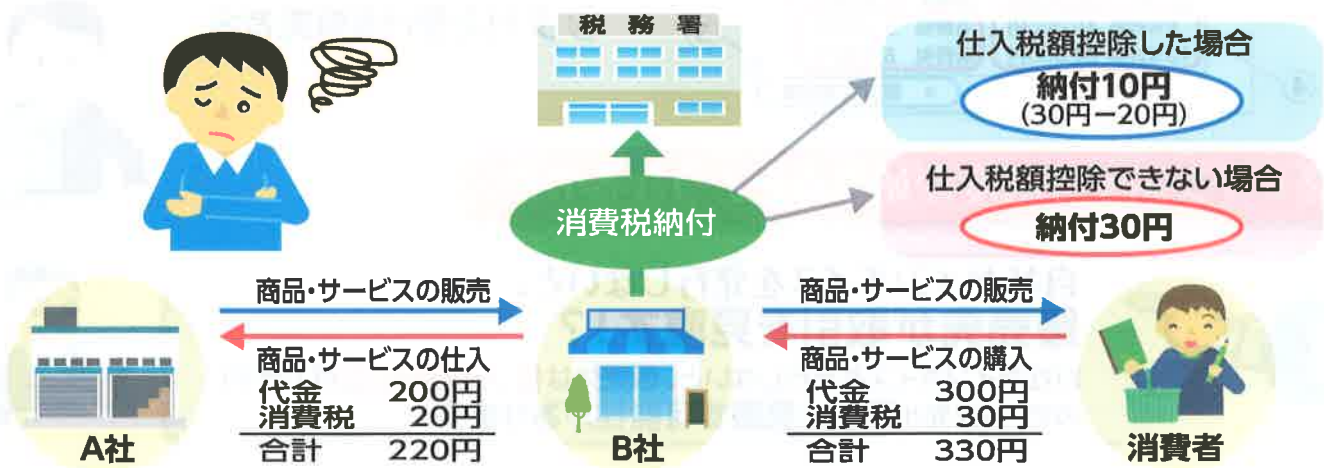 税務署
仕入税額控除した場合
納付10円
(30円ー20円)
仕入税額控除できない場合
納付30円
消費税納付
商品・サービスの販売
商品・サービスの仕入
代金 200円
消費税 20円
合計 220円
商品・サービスの販売
商品・サービスの購入
代金 300円
消費税 30円
合計 330円
A社
B社
消費者